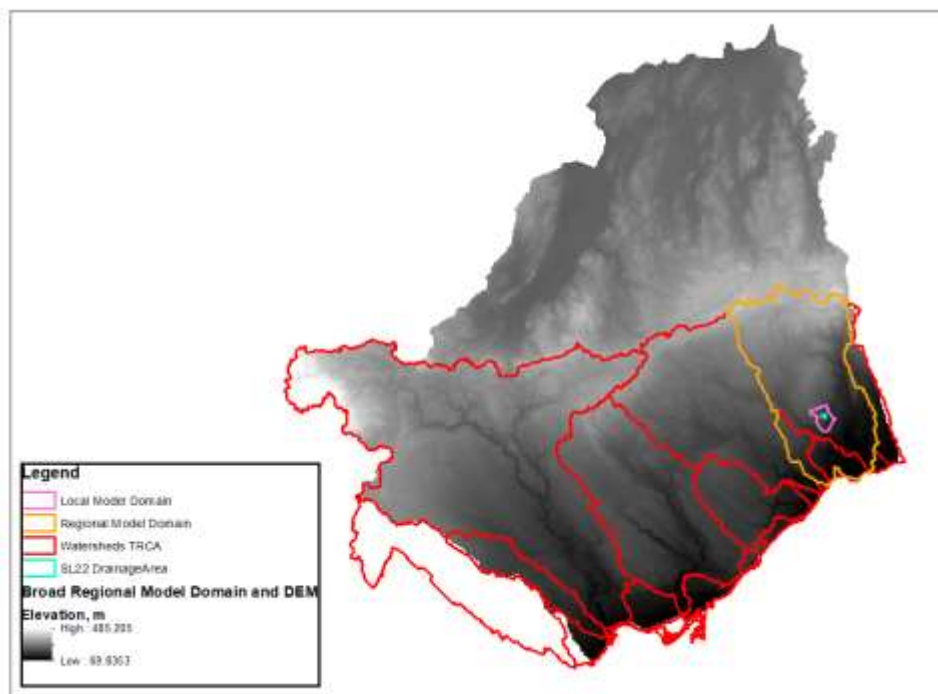 Legend
Local Model Domain
Regional Model Domain
Watersheds TRCA
SL22 DrainageArea
Broad Regional Model Domain and DEM
Elevation, m
High : 485.205
Low : 69.8363